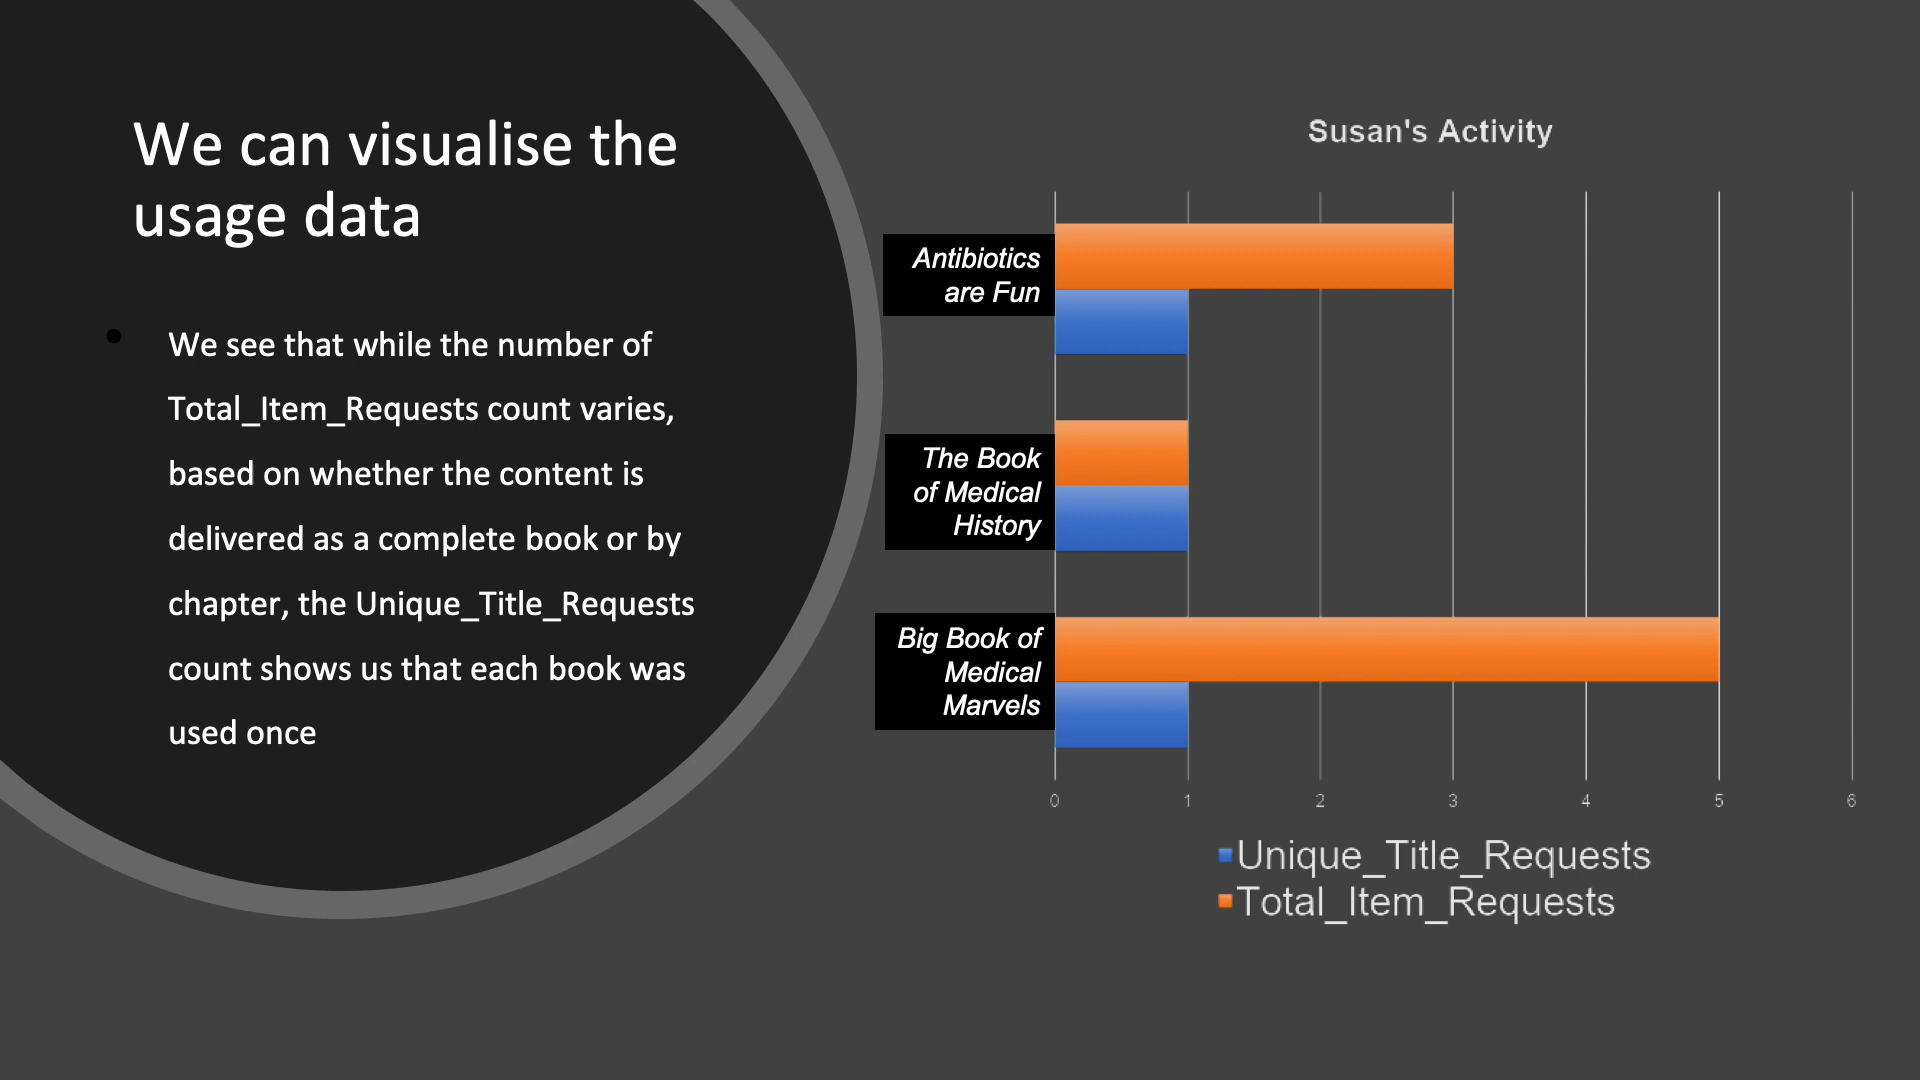 We can visualise the
usage data
We see that while the number of
Total_Item_Requests count varies,
based on whether the content is
delivered as a complete book or by
chapter, the Unique_Title_Requests
count shows us that each book was
used once
Susan's Activity
Antibiotics
are Fun
The Book
of Medical
History
Big Book of
Medical
Marvels
0 1 2 3 4 5 6
Unique_Title_Requests
Total_Item_Requests